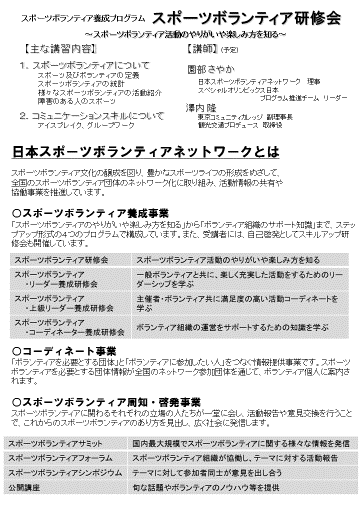 スポーツボランティア養成プログラム スポーツボランティア研修会
～スポーツボランティア活動のやりがいや楽しみ方を知る～
【主な講習内容】
1．スポーツボランティアについて
スポーツ及びボランティアの定義
スポーツボランティアの統計
様々なスポーツボランティアの活動紹介
障害のある人のスポーツ
2．コミュニケーションスキルについて
アイスブレイク、グループワーク
【講師】(予定)
園部 さやか
日本スポーツボランティアネットワーク 理事
スペシャルオリンピックス日本
プログラム推進チーム リーダー
澤内 隆
東京コミュニティカレッジ 副理事長
観光交通プロデュース 取締役
日本スポーツボランティアネットワークとは
スポーツボランティア文化の醸成を図り、豊かなスポーツライフの形成をめざして、
全国のスポーツボランティア団体のネットワーク化に取り組み、活動情報の共有や
協働事業を推進しています。
○スポーツボランティア養成事業
「スポーツボランティアのやりがいや楽しみ方を知る」から「ボランティア組織のサポート知識」まで、ステッ
プアップ形式の4つのプログラムで構成しています。また、受講者には、自己啓発としてスキルアップ研
修会も開催しています。
スポーツボランティア研修会 スポーツボランティア活動のやりがいや楽しみ方を知る
スポーツボランティア
・リーダー養成研修会 一般ボランティアと共に、楽しく充実した活動をするためのリー
ダーシップを学ぶ
スポーツボランティア
・上級リーダー養成研修会 主催者・ボランティア共に満足度の高い活動コーディネートを
学ぶ
スポーツボランティア
・コーディネーター養成研修会 ボランティア組織の運営をサポートするための知識を学ぶ
○コーディネート事業
「ボランティアを必要とする団体」と「ボランティアに参加したい人」をつなぐ情報提供事業です。スポーツ
ボランティアを必要とする団体情報が全国のネットワーク参加団体を通じて、ボランティア個人に案内さ
れます。
○スポーツボランティア周知・啓発事業
スポーツボランティアに関わるそれぞれの立場の人たちが一堂に会し、活動報告や意見交換を行うこと
で、これからのスポーツボランティアのあり方を見出し、広く社会に発信します。
スポーツボランティアサミット 国内最大規模でスポーツボランティアに関する様々な情報を発信
スポーツボランティアフォーラム スポーツボランティア組織が協働し、テーマに対する活動報告
スポーツボランティアシンポジウム テーマに対して参加者同士が意見を出し合う
公開講座 旬な話題やボランティアのノウハウ等を提供